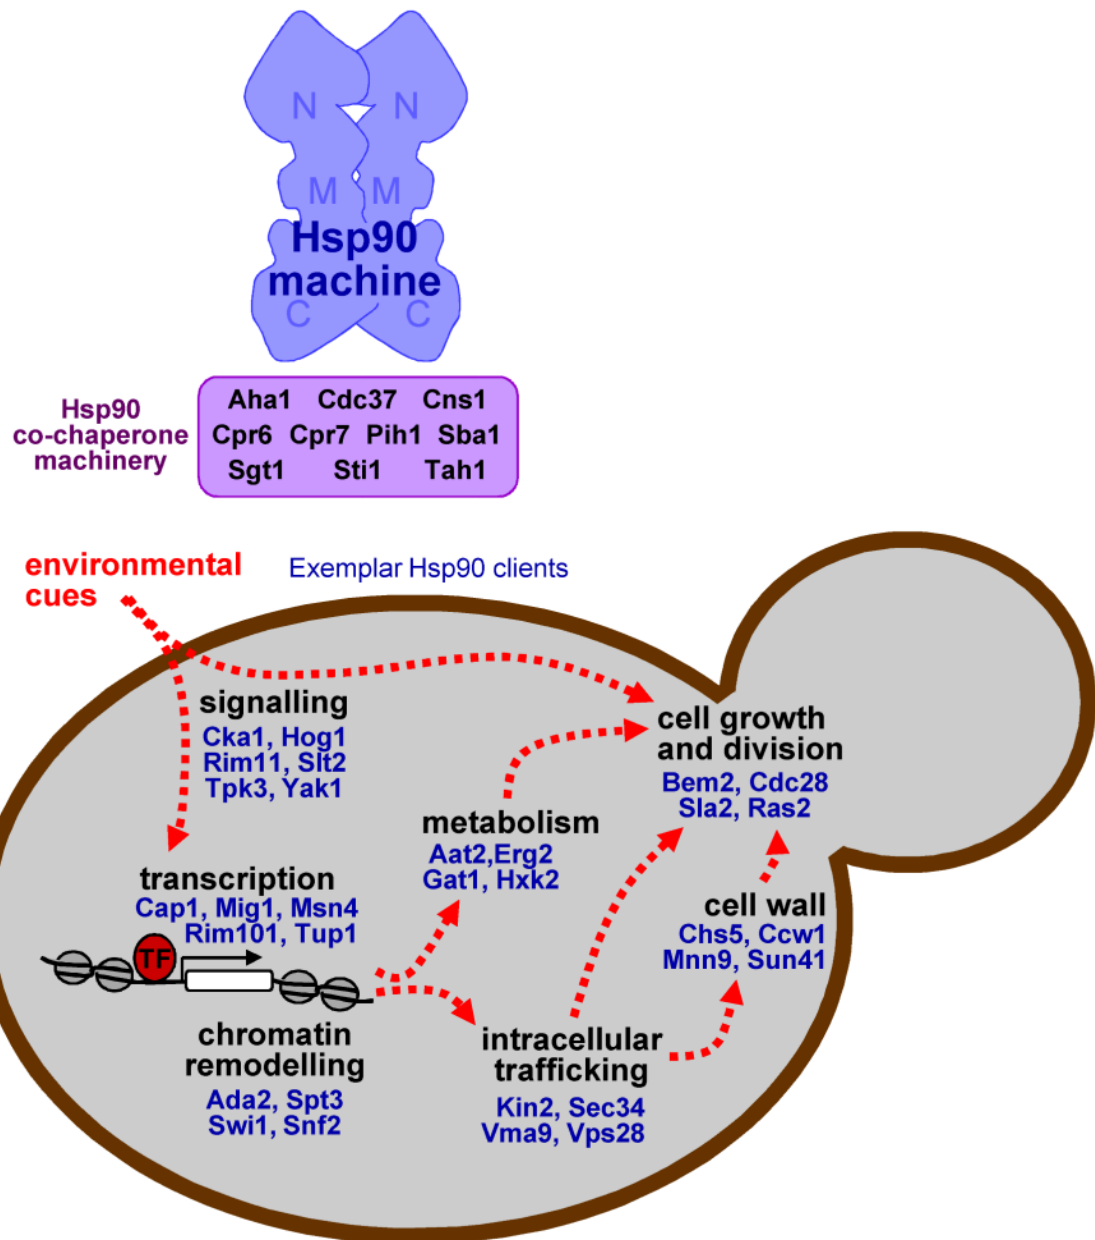 N N
M M
Hsp90
machine
C C
Hsp90
co-chaperone
machinery
Aha1 Cdc37 Cns1
Cpr6 Cpr7 Pih1 Sba1
Sgt1 Sti1 Tah1
environmental
cues
Exemplar Hsp90 clients
signalling
Cka1, Hog1
Rim11, Slt2
Tpk3, Yak1
cell growth
and division
Bem2, Cdc28
Sla2, Ras2
metabolism
Aat2,Erg2
Gat1, Hxk2
transcription
Cap1, Mig1, Msn4
Rim101, Tup1
TF
cell wall
Chs5, Ccw1
Mnn9, Sun41
chromatin
remodelling
Ada2, Spt3
Swi1, Snf2
intracellular
trafficking
Kin2, Sec34
Vma9, Vps28